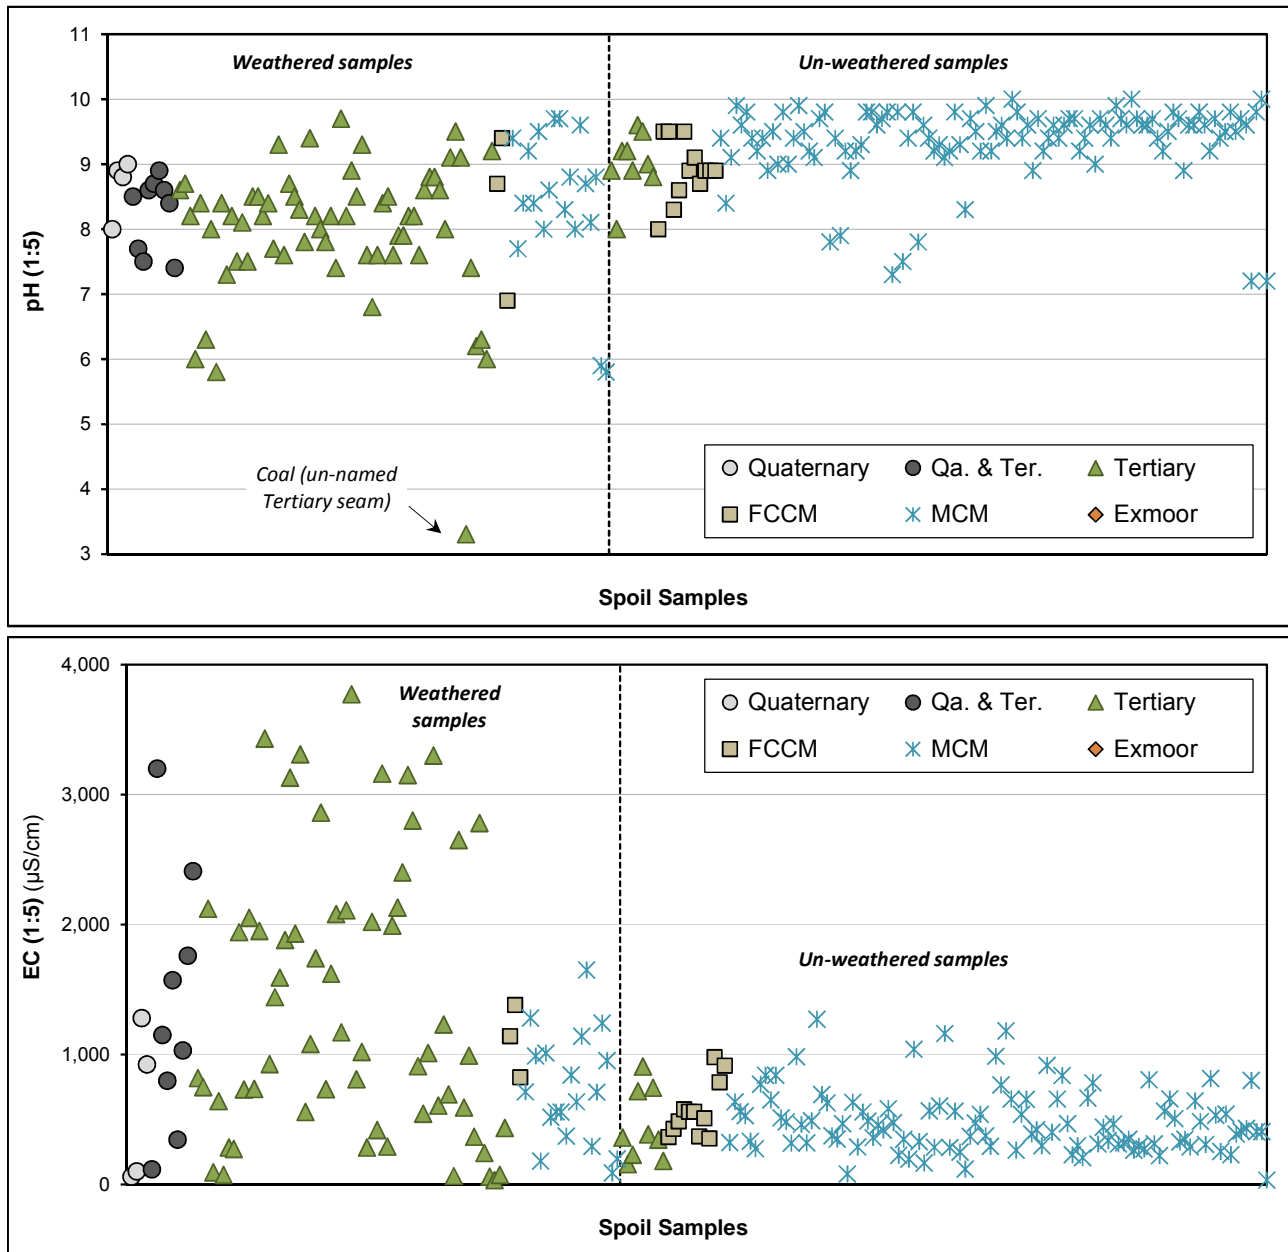 11
10
9
8
7
6
5
4
3
pH (1:5)
Weathered samples
Un-weathered samples
Coal (un-named
Tertiary seam)
Quaternary Qa. & Ter. Tertiary
FCCM MCM Exmoor
Spoil Samples
4,000
3,000
2,000
1,000
0
EC (1:5) (µS/cm)
Weathered
samples
Quaternary Qa. & Ter. Tertiary
FCCM MCM Exmoor
Un-weathered samples
Spoil Samples